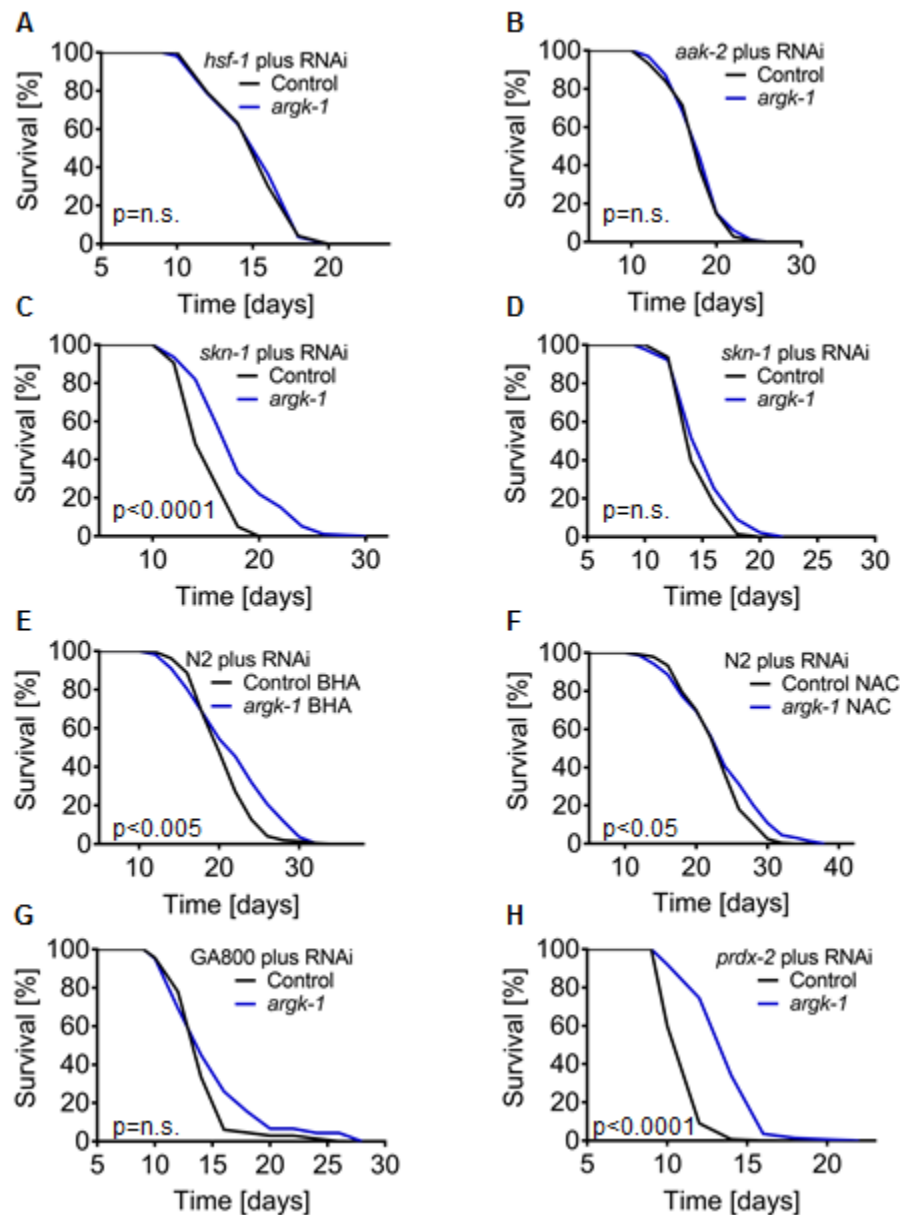 A
Survival [%]
100
80
60
40
20
0
hsf-1 plus RNAi
Control
argk-1
p=n.s.
5 10 15 20
Time [days]
B
Survival [%]
100
80
60
40
20
0
aak-2 plus RNAi
Control
argk-1
p=n.s.
10 20 30
Time [days]
C
Survival [%]
100
80
60
40
20
0
skn-1 plus RNAi
Control
argk-1
p<0.0001
10 20 30
Time [days]
D
Survival [%]
100
80
60
40
20
0
skn-1 plus RNAi
Control
argk-1
p=n.s.
5 10 15 20 25 30
Time [days]
E
Survival [%]
100
80
60
40
20
0
N2 plus RNAi
Control BHA
argk-1 BHA
p<0.005
10 20 30
Time [days]
F
Survival [%]
100
80
60
40
20
0
N2 plus RNAi
Control NAC
argk-1 NAC
p<0.05
10 20 30 40
Time [days]
G
Survival [%]
100
80
60
40
20
0
GA800 plus RNAi
Control
argk-1
p=n.s.
5 10 15 20 25 30
Time [days]
H
Survival [%]
100
80
60
40
20
0
prdx-2 plus RNAi
Control
argk-1
p<0.0001
5 10 15 20
Time [days]